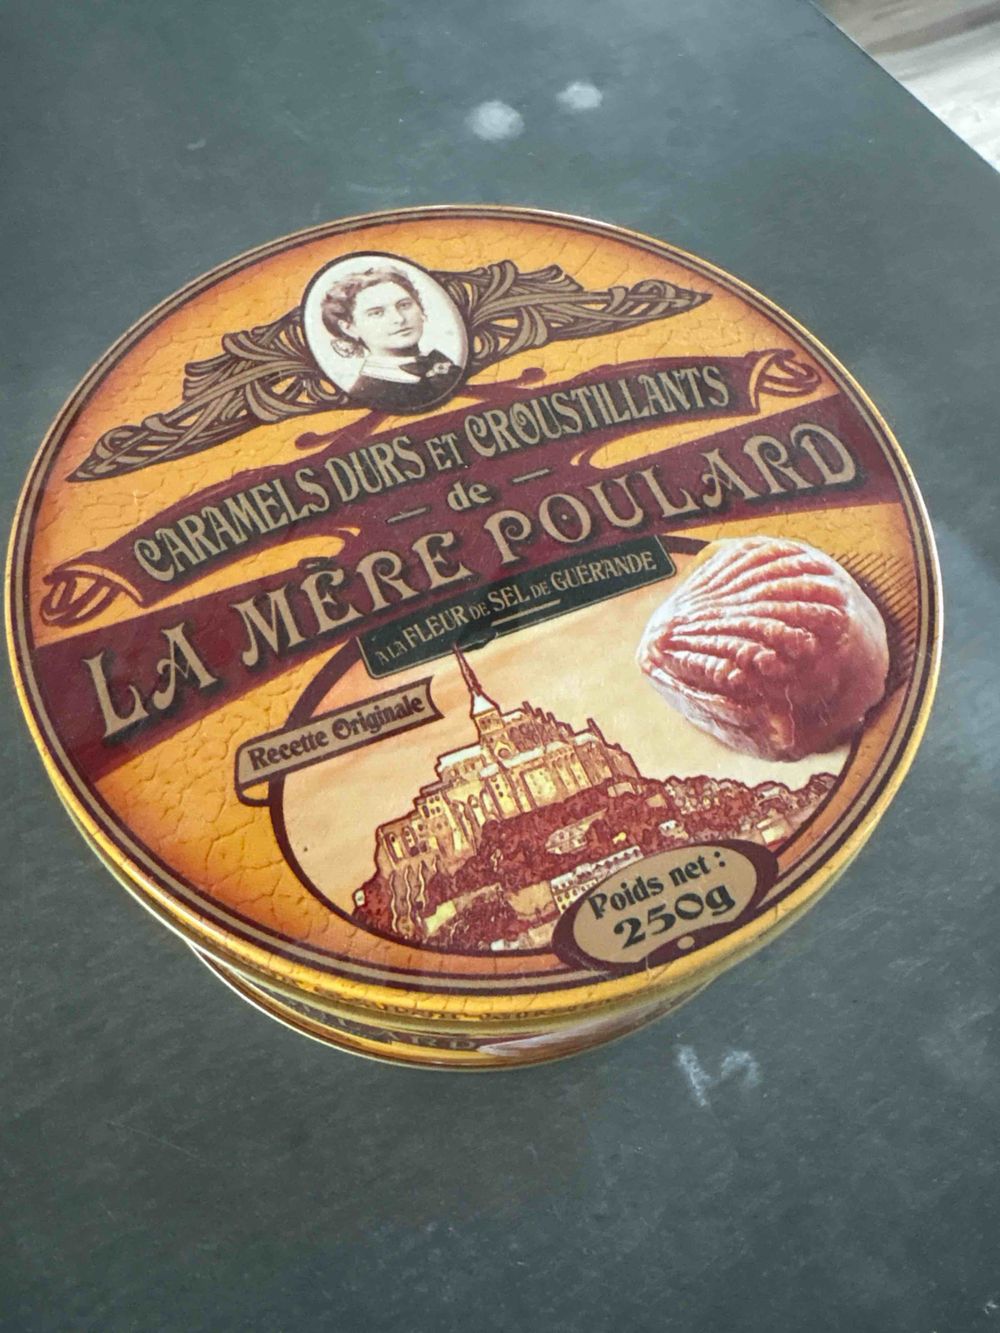 CARAMELS DURS ET CROUSTILLANTS
de
LA MÈRE POULARD
A LA FLEUR DE SEL DE GUÉRANDE
Recette Originale
Poids net :
250g